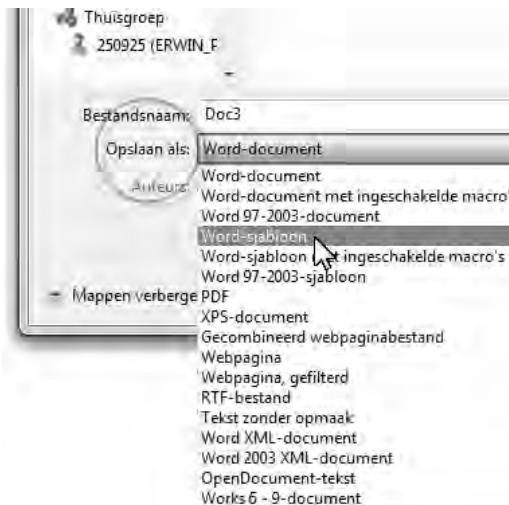 Thuisgroep
250925 (ERWIN_F
Bestandsnaam: Doc3
Opslaan als: Word-document
Auteurs:
Word-document
Word-document met ingeschakelde macro'
Word 97-2003-document
Word-sjabloon
Word-sjabloon met ingeschakelde macro's
Word 97-2003-sjabloon
Mappen verberge
PDF
XPS-document
Gecombineerd webpaginabestand
Webpagina
Webpagina, gefilterd
RTF-bestand
Tekst zonder opmaak
Word XML-document
Word 2003 XML-document
OpenDocument-tekst
Works 6 - 9-document